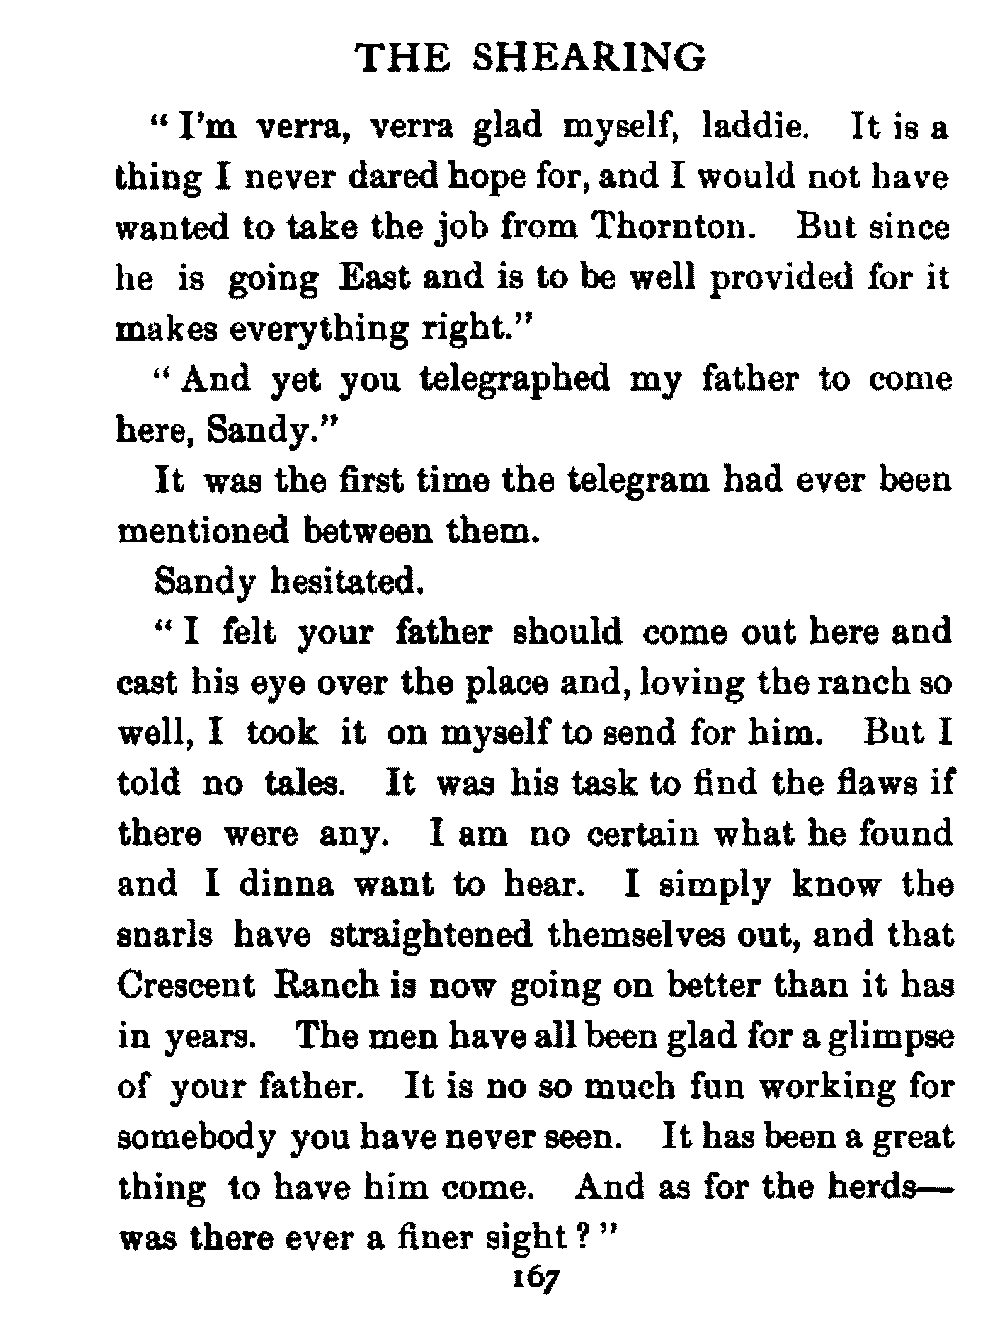 THE SHEARING
“ I’m verra, verra glad myself, laddie. It is a
thing I never dared hope for, and I would not have
wanted to take the job from Thornton. But since
he is going East and is to be well provided for it
makes everything right.”
“ And yet you telegraphed my father to come
here, Sandy.”
It was the first time the telegram had ever been
mentioned between them.
Sandy hesitated.
“ I felt your father should come out here and
cast his eye over the place and, loving the ranch so
well, I took it on myself to send for him. But I
told no tales. It was his task to find the flaws if
there were any. I am no certain what he found
and I dinna want to hear. I simply know the
snarls have straightened themselves out, and that
Crescent Ranch is now going on better than it has
in years. The men have all been glad for a glimpse
of your father. It is no so much fun working for
somebody you have never seen. It has been a great
thing to have him come. And as for the herds—
was there ever a finer sight ? ”
167